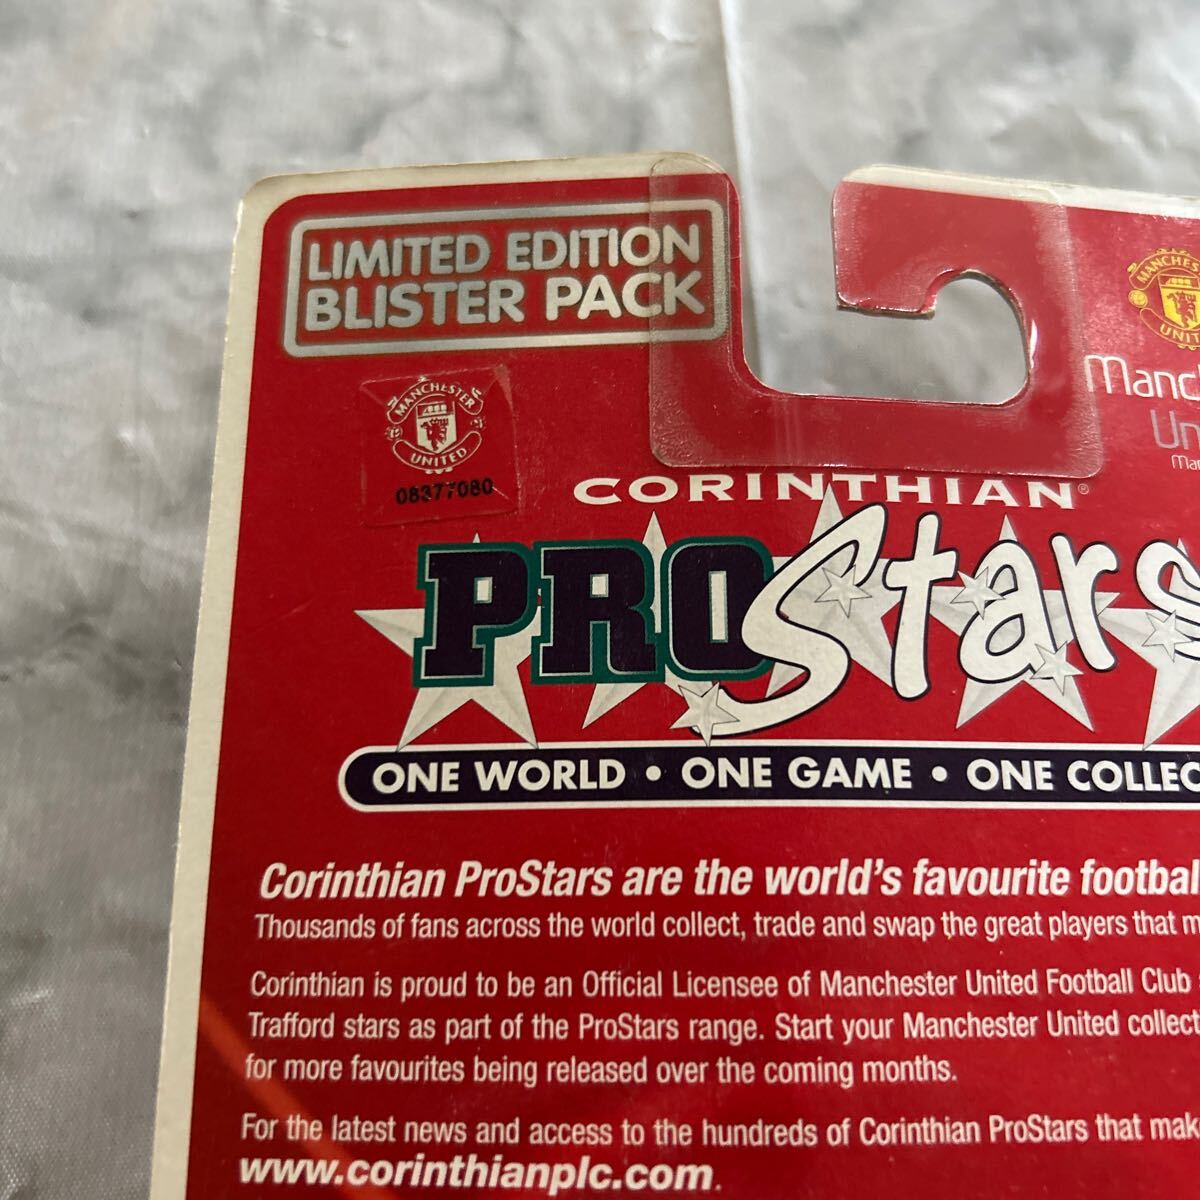 LIMITED EDITION
BLISTER PACK
MANCHESTER
UNITED
08377080
CORINTHIAN®
PROStars
ONE WORLD • ONE GAME • ONE
Corinthian ProStars are the world's favourite
Thousands of fans across the world collect, trade and swap the great players that
Corinthian is proud to be an Official Licensee of Manchester United Football Club
Trafford stars as part of the ProStars range. Start your Manchester United
for more favourites being released over the coming months.
For the latest news and access to the hundreds of Corinthian ProStars that
www.corinthianplc.com.